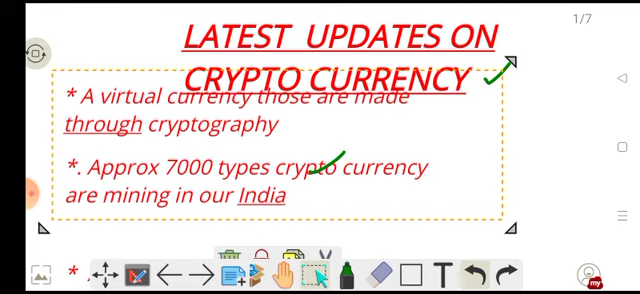 1/7
LATEST UPDATES ON
CRYPTO CURRENCY
* A virtual currency those are made
through cryptography
*. Approx 7000 types crypto currency
are mining in our India
*
T
my